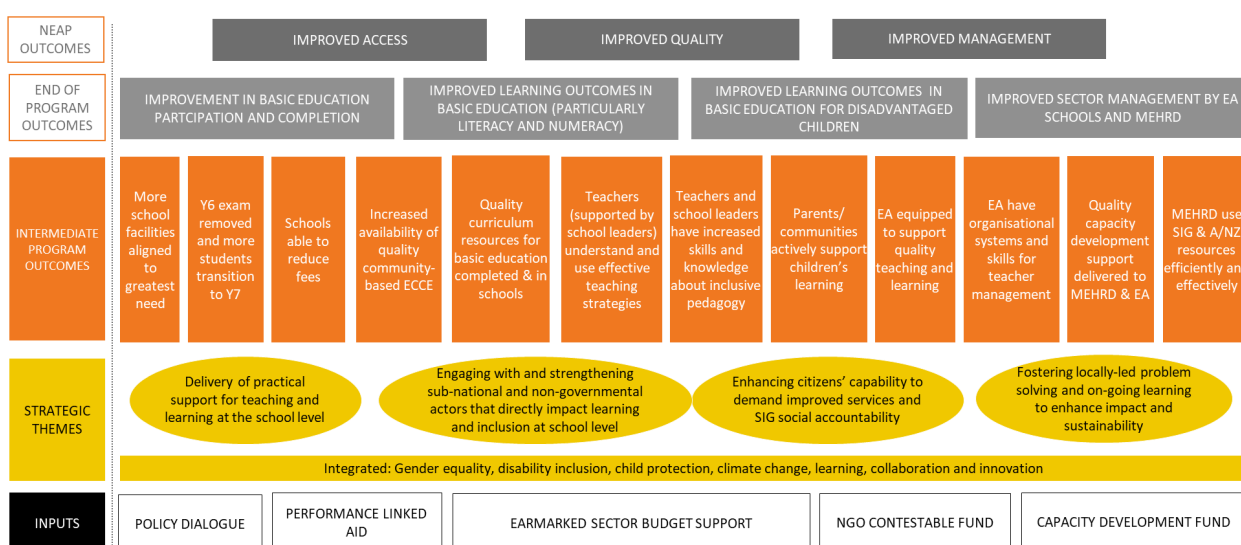 NEAP
OUTCOMES
IMPROVED ACCESS
IMPROVED QUALITY
IMPROVED MANAGEMENT
END OF
PROGRAM
OUTCOMES
IMPROVEMENT IN BASIC EDUCATION
PARTCIPATION AND COMPLETION
IMPROVED LEARNING OUTCOMES IN
BASIC EDUCATION (PARTICULARLY
LITERACY AND NUMERACY)
IMPROVED LEARNING OUTCOMES IN
BASIC EDUCATION FOR DISADVANTAGED
CHILDREN
IMPROVED SECTOR MANAGEMENT BY EA
SCHOOLS AND MEHRD
INTERMEDIATE
PROGRAM
OUTCOMES
More
school
facilities
aligned
to
greatest
need
Y6 exam
removed
and more
students
transition
to Y7
Schools
able to
reduce
fees
Increased
availability of
quality
community-
based ECCE
Quality
curriculum
resources for
basic education
completed & in
schools
Teachers
(supported by
school leaders)
understand and
use effective
teaching
strategies
Teachers and
school leaders
have increased
skills and
knowledge
about inclusive
pedagogy
Parents/
communities
actively support
children's
learning
EA equipped
to support
quality
teaching and
learning
EA have
organisational
systems and
skills for
teacher
management
Quality
capacity
development
support
delivered to
MEHRD & EA
MEHRD use
SIG & A/NZ
resources
efficiently an
effectively
STRATEGIC
THEMES
Delivery of practical
support for teaching and
learning at the school level
Engaging with and strengthening
sub-national and non-governmental
actors that directly impact learning
and inclusion at school level
Enhancing citizens' capability to
demand improved services and
SIG social accountability
Fostering locally-led problem
solving and on-going learning
to enhance impact and
sustainability
Integrated: Gender equality, disability inclusion, child protection, climate change, learning, collaboration and innovation
INPUTS
POLICY DIALOGUE
PERFORMANCE LINKED
AID
EARMARKED SECTOR BUDGET SUPPORT
NGO CONTESTABLE FUND
CAPACITY DEVELOPMENT FUND